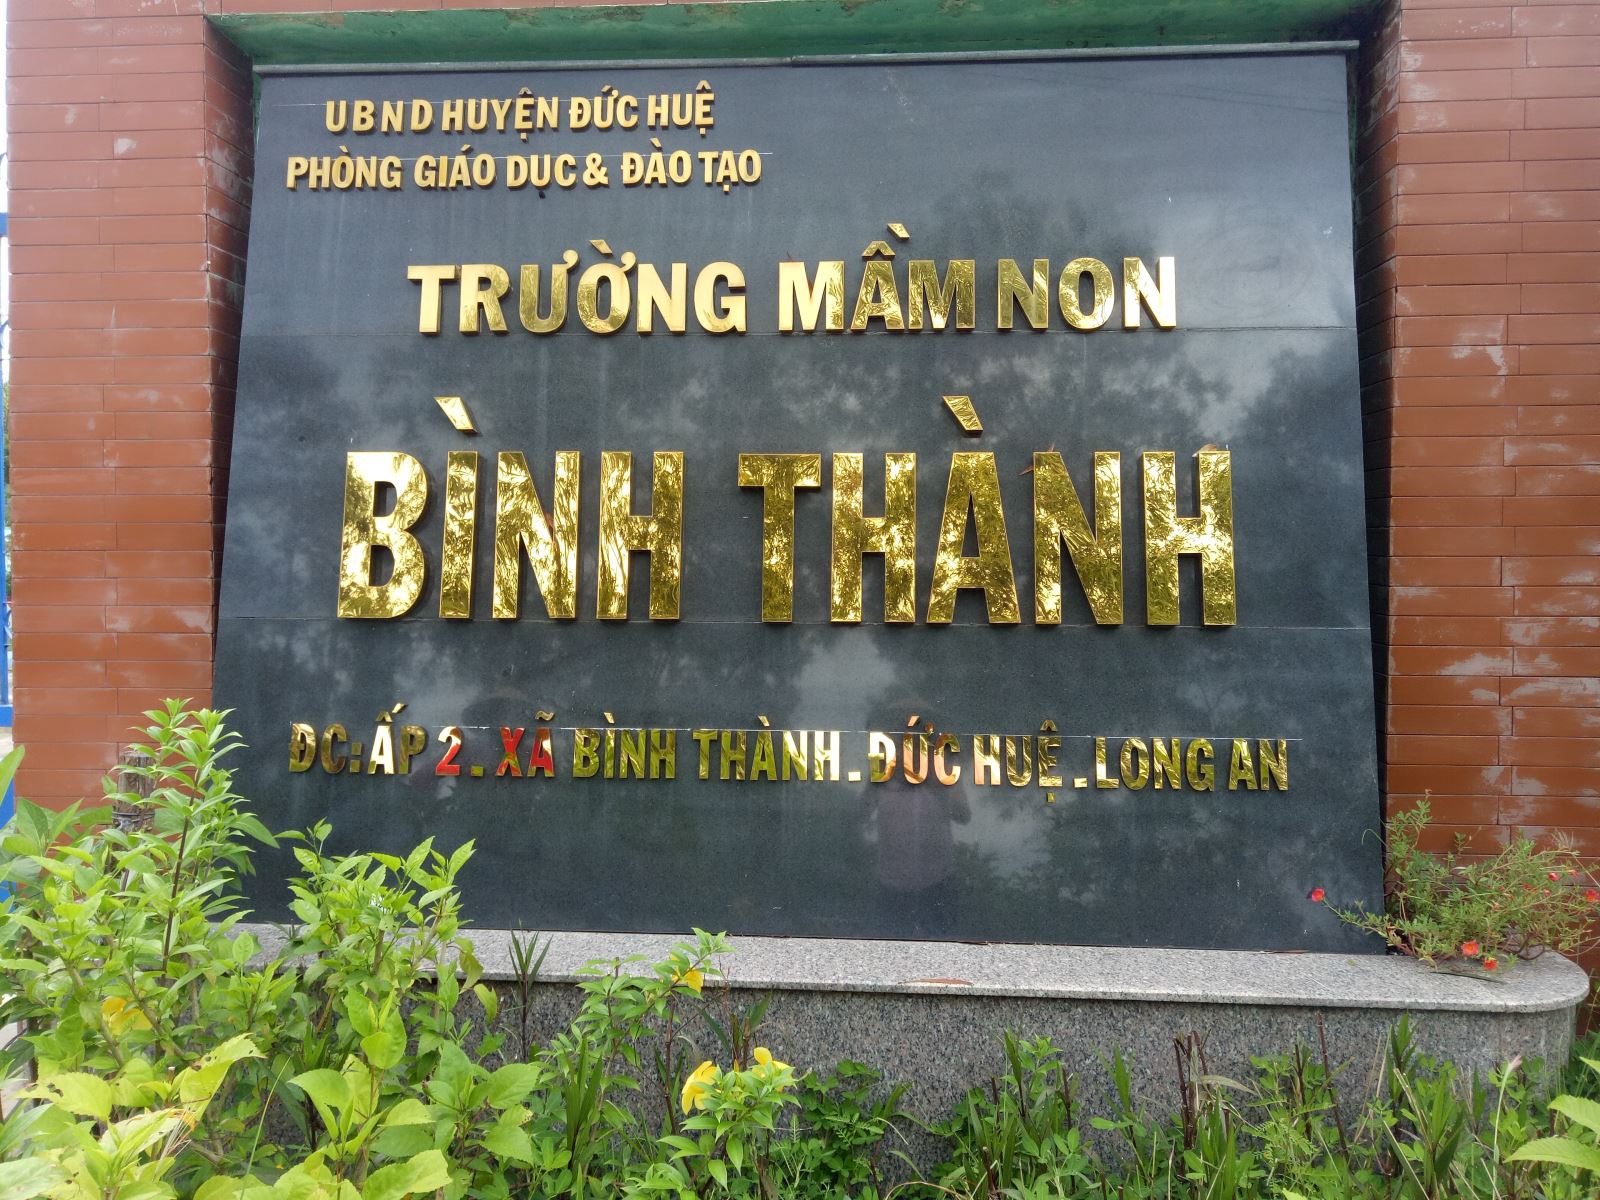 UBND HUYỆN ĐỨC HUỆ
PHÒNG GIÁO DỤC & ĐÀO TẠO
TRƯỜNG MẦM NON
BÌNH THÀNH
ĐC: ẤP 2. XÃ BÌNH THÀNH. ĐỨC HUỆ. LONG AN